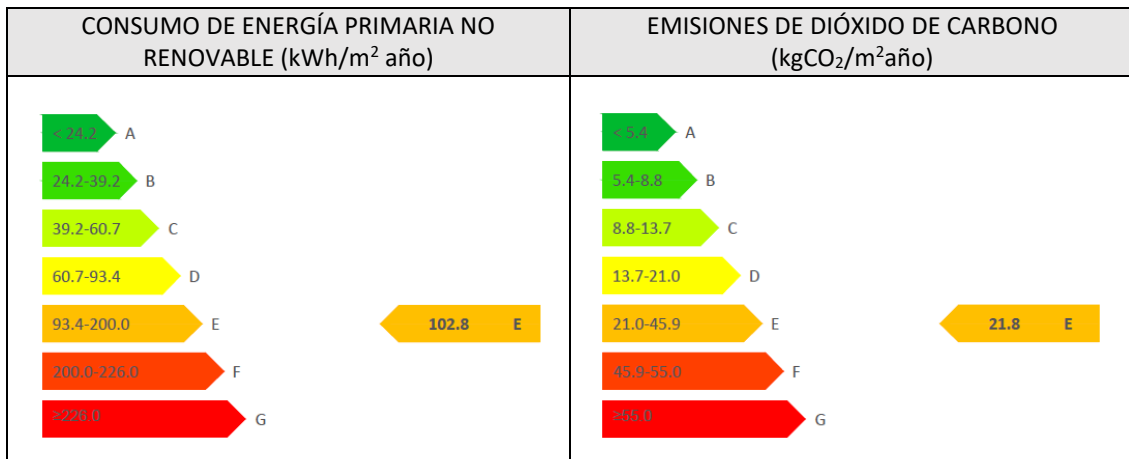 CONSUMO DE ENERGÍA PRIMARIA NO
RENOVABLE (kWh/m² año)
< 24.2 A
24.2-39.2 B
39.2-60.7 C
60.7-93.4 D
93.4-200.0 E
102.8 E
200.0-226.0 F
>226.0 G
EMISIONES DE DIÓXIDO DE CARBONO
(kgCO₂/m²año)
< 5.4 A
5.4-8.8 B
8.8-13.7 C
13.7-21.0 D
21.0-45.9 E
21.8 E
45.9-55.0 F
>55.0 G